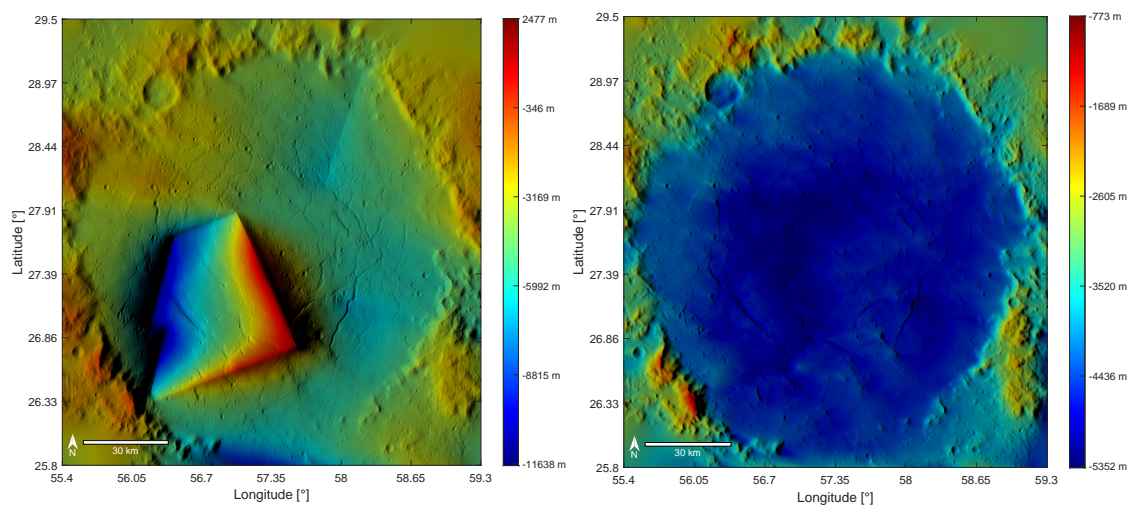 29.5
28.97
28.44
27.91
27.39
26.86
26.33
25.8
Latitude [°]
55.4 56.05 56.7 57.35 58 58.65 59.3
Longitude [°]
N
30 km
2477 m
-346 m
-3169 m
-5992 m
-8815 m
-11638 m
29.5
28.97
28.44
27.91
27.39
26.86
26.33
25.8
Latitude [°]
55.4 56.05 56.7 57.35 58 58.65 59.3
Longitude [°]
N
30 km
-773 m
-1689 m
-2605 m
-3520 m
-4436 m
-5352 m